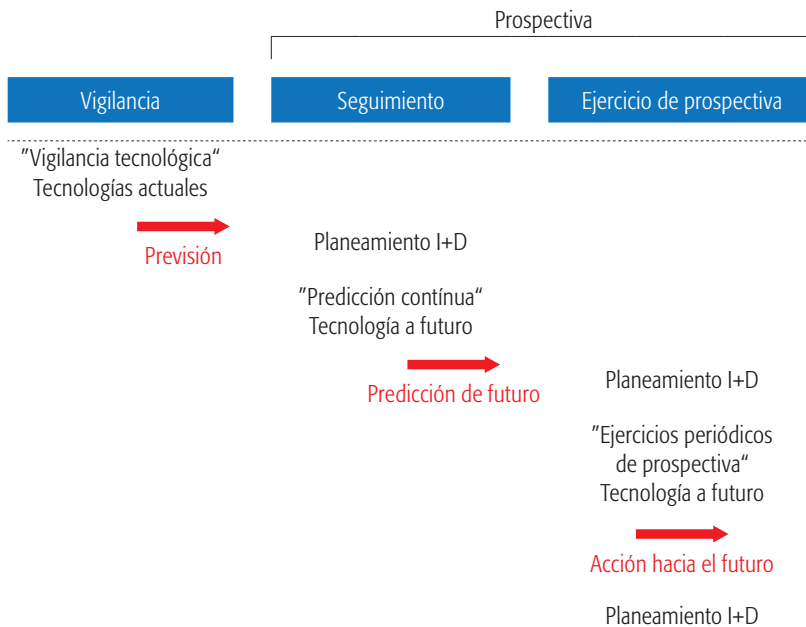 Prospectiva
Vigilancia
Seguimiento
Ejercicio de prospectiva
”Vigilancia tecnológica“
Tecnologías actuales
Previsión
Planeamiento I+D
”Predicción contínua“
Tecnología a futuro
Predicción de futuro
Planeamiento I+D
”Ejercicios periódicos
de prospectiva“
Tecnología a futuro
Acción hacia el futuro
Planeamiento I+D